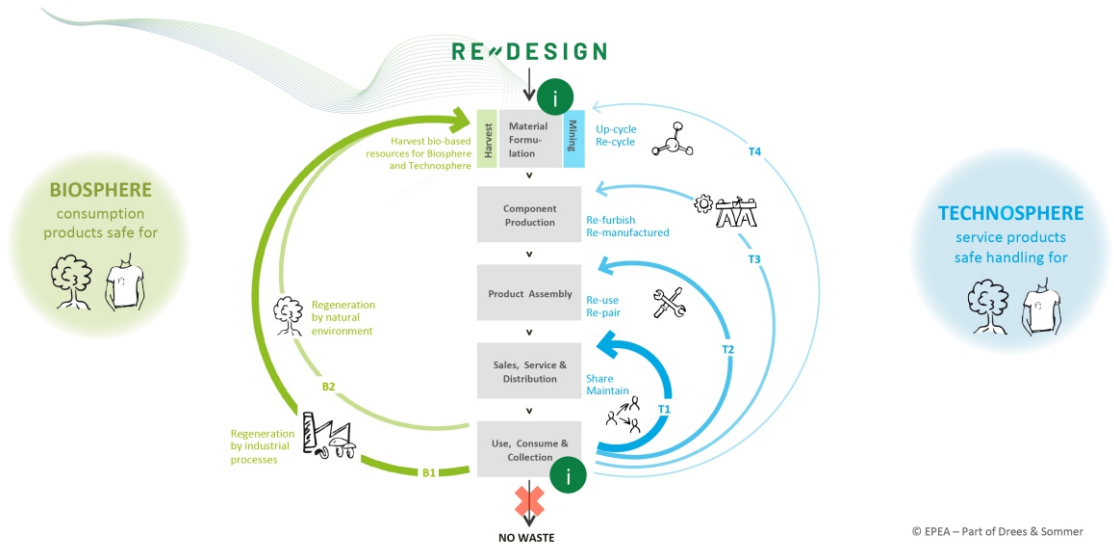 RE~DESIGN
i
Harvest
Material
Formu-
lation
Mining
Harvest bio-based
resources for Biosphere
and Technosphere
Up-cycle
Re-cycle
T4
BIOSPHERE
consumption
products safe for
Component
Production
Re-furbish
Re-manufactured
TECHNOSPHERE
service products
safe handling for
T3
Product Assembly
Re-use
Re-pair
Regeneration
by natural
environment
T2
Sales, Service &
Distribution
Share
Maintain
B2
T1
Regeneration
by industrial
processes
Use, Consume &
Collection
i
B1
NO WASTE
© EPEA – Part of Drees & Sommer